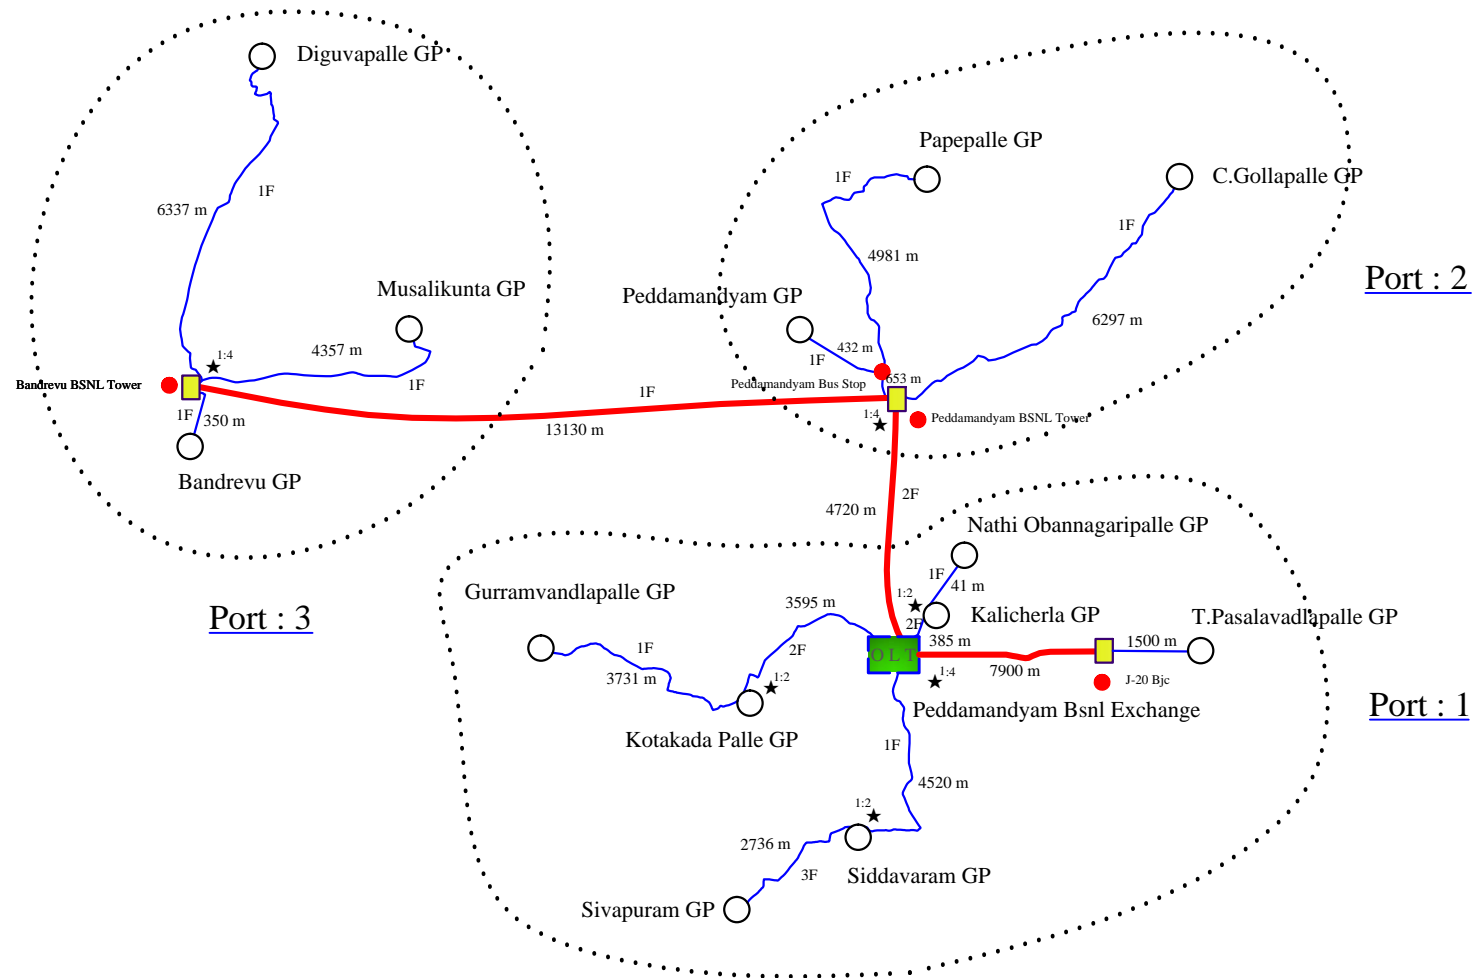 Diguvapalle GP
1F
6337 m
Musalikunta GP
4357 m
1F
1:4
Bandrevu BSNL Tower
1F
350 m
Bandrevu GP
1F
13130 m
Port : 3
Papepalle GP
1F
C.Gollapalle GP
1F
4981 m
6297 m
Port : 2
Peddamandyam GP
432 m
1F
653 m
Peddamandyam Bus Stop
1:4
Peddamandyam BSNL Tower
2F
4720 m
Nathi Obannagaripalle GP
1F
41 m
1:2
2F
Kalicherla GP
385 m
T.Pasalavadlapalle GP
1500 m
7900 m
J-20 Bjc
O L T
1:4
Peddamandyam Bsnl Exchange
Port : 1
Gurramvandlapalle GP
3595 m
1F
2F
3731 m
1:2
Kotakada Palle GP
1F
4520 m
1:2
2736 m
3F
Siddavaram GP
Sivapuram GP